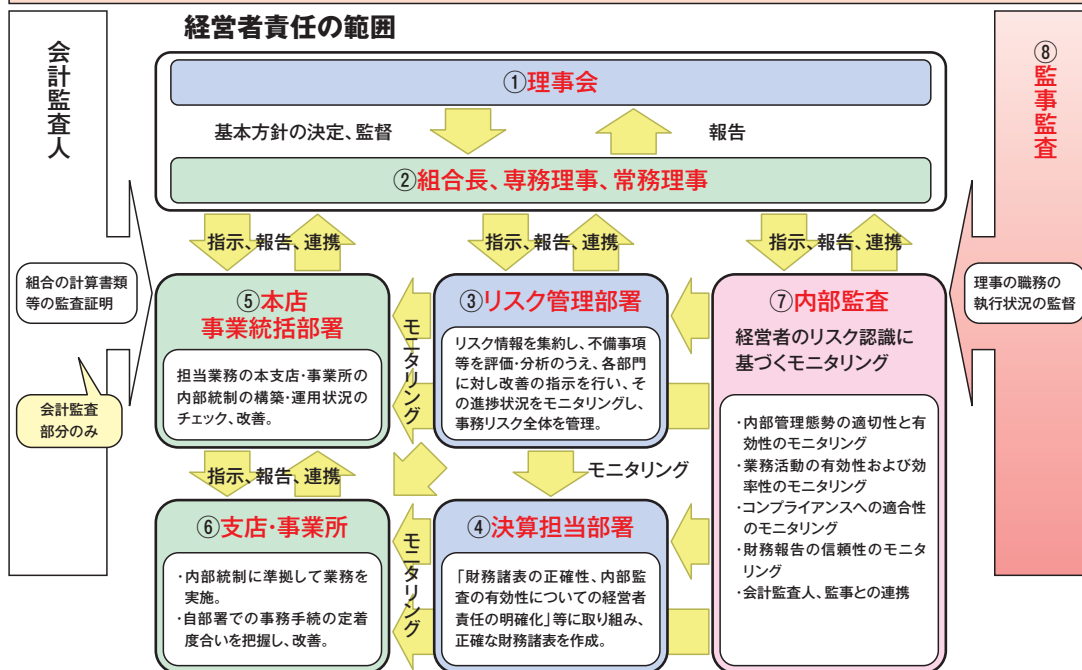 経営者責任の範囲
会計監査人
組合の計算書類
等の監査証明
会計監査
部分のみ
①理事会
基本方針の決定、監督
報告
②組合長、専務理事、常務理事
指示、報告、連携
指示、報告、連携
指示、報告、連携
⑤本店
事業統括部署
担当業務の本支店・事業所の
内部統制の構築・運用状況の
チェック、改善。
モニタリング
③リスク管理部署
リスク情報を集約し、不備事項
等を評価・分析のうえ、各部門
に対し改善の指示を行い、そ
の進捗状況をモニタリングし、
事務リスク全体を管理。
⑦内部監査
経営者のリスク認識に
基づくモニタリング
・内部管理態勢の適切性と有
効性のモニタリング
・業務活動の有効性および効
率性のモニタリング
・コンプライアンスへの適合性
のモニタリング
・財務報告の信頼性のモニタ
リング
・会計監査人、監事との連携
指示、報告、連携
モニタリング
⑥支店・事業所
・内部統制に準拠して業務を
実施。
・自部署での事務手続の定着
度合いを把握し、改善。
モニタリング
④決算担当部署
「財務諸表の正確性、内部監
査の有効性についての経営者
責任の明確化」等に取り組み、
正確な財務諸表を作成。
⑧監事監査
理事の職務の
執行状況の監督